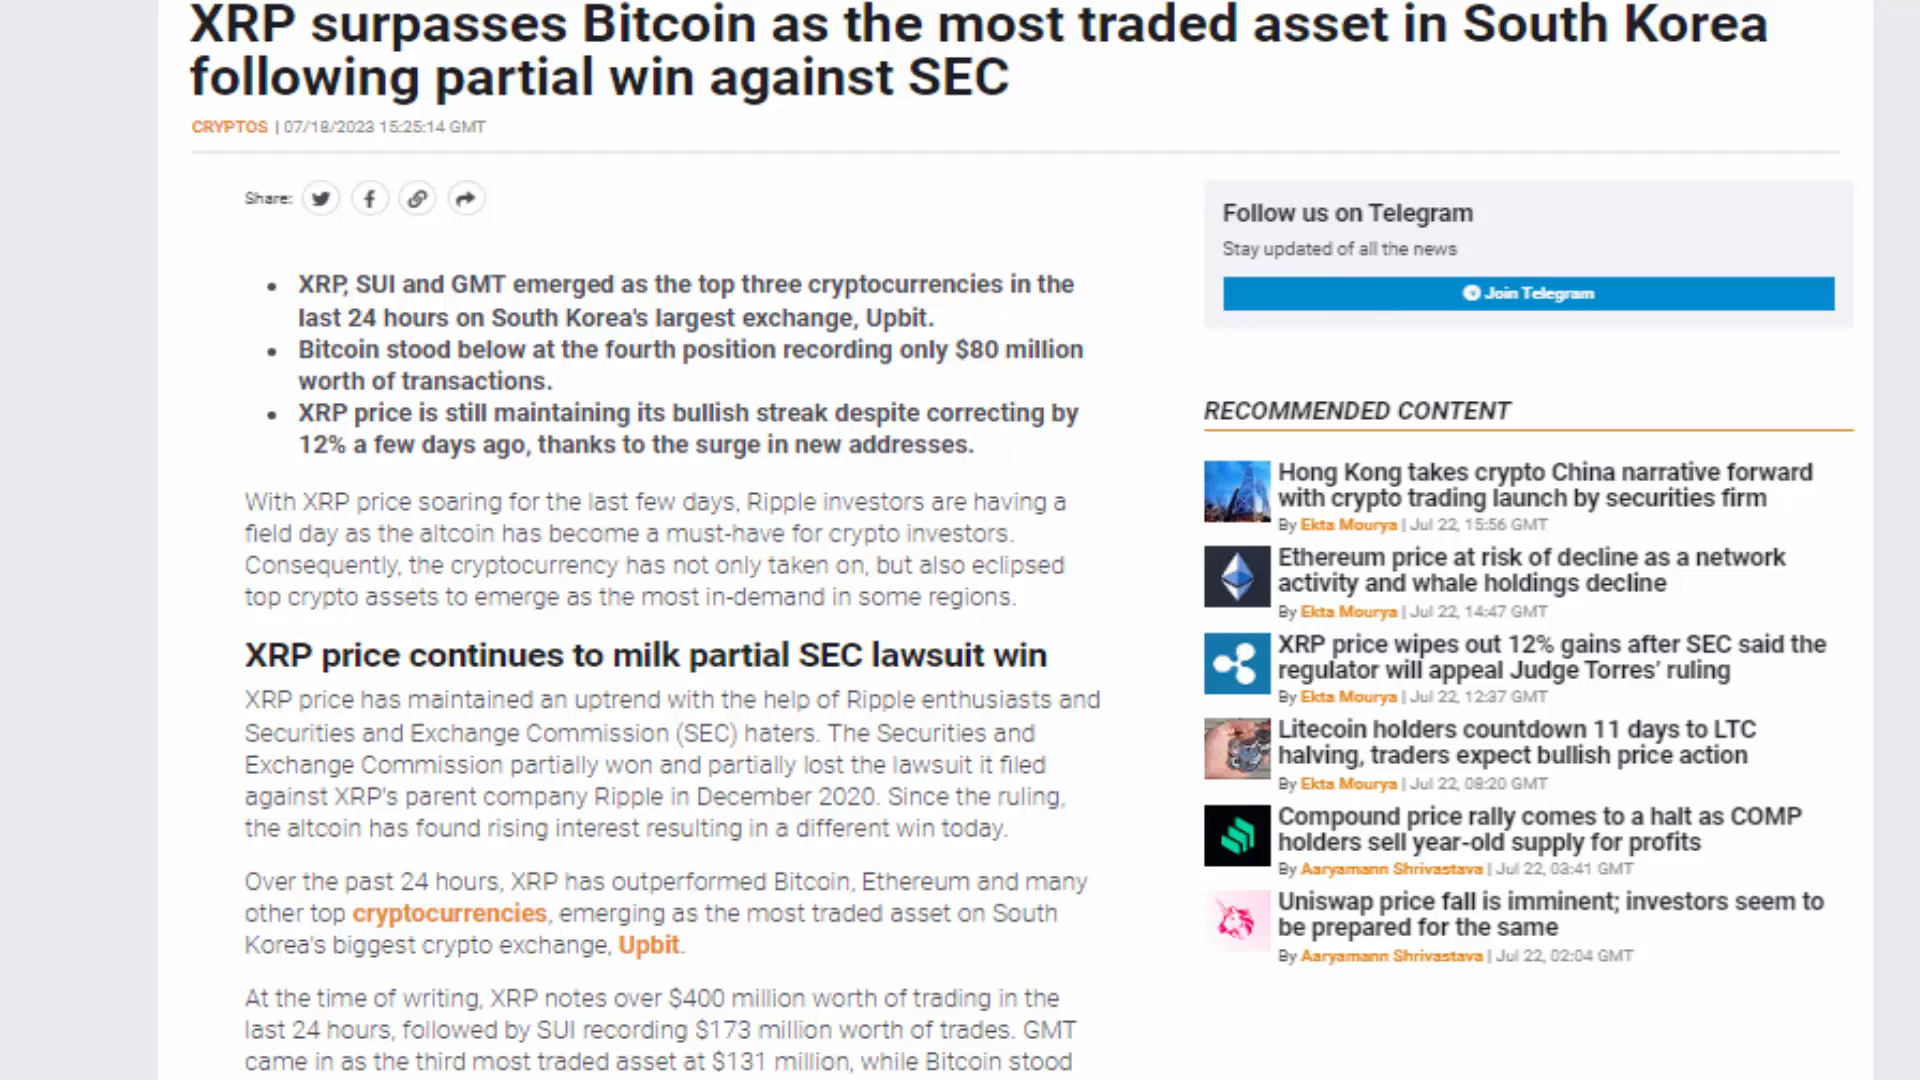 XRP surpasses Bitcoin as the most traded asset in South Korea
following partial win against SEC
CRYPTOS | 07/18/2023 15:25:14 GMT
Share:
• XRP, SUI and GMT emerged as the top three cryptocurrencies in the
last 24 hours on South Korea's largest exchange, Upbit.
• Bitcoin stood below at the fourth position recording only $80 million
worth of transactions.
• XRP price is still maintaining its bullish streak despite correcting by
12% a few days ago, thanks to the surge in new addresses.
With XRP price soaring for the last few days, Ripple investors are having a
field day as the altcoin has become a must-have for crypto investors.
Consequently, the cryptocurrency has not only taken on, but also eclipsed
top crypto assets to emerge as the most in-demand in some regions.
XRP price continues to milk partial SEC lawsuit win
XRP price has maintained an uptrend with the help of Ripple enthusiasts and
Securities and Exchange Commission (SEC) haters. The Securities and
Exchange Commission partially won and partially lost the lawsuit it filed
against XRP's parent company Ripple in December 2020. Since the ruling,
the altcoin has found rising interest resulting in a different win today.
Over the past 24 hours, XRP has outperformed Bitcoin, Ethereum and many
other top cryptocurrencies, emerging as the most traded asset on South
Korea's biggest crypto exchange, Upbit.
At the time of writing, XRP notes over $400 million worth of trading in the
last 24 hours, followed by SUI recording $173 million worth of trades. GMT
came in as the third most traded asset at $131 million, while Bitcoin stood
Follow us on Telegram
Stay updated of all the news
Join Telegram
RECOMMENDED CONTENT
Hong Kong takes crypto China narrative forward
with crypto trading launch by securities firm
By Ekta Mourya | Jul 22, 15:56 GMT
Ethereum price at risk of decline as a network
activity and whale holdings decline
By Ekta Mourya | Jul 22, 14:47 GMT
XRP price wipes out 12% gains after SEC said the
regulator will appeal Judge Torres' ruling
By Ekta Mourya | Jul 22, 12:37 GMT
Litecoin holders countdown 11 days to LTC
halving, traders expect bullish price action
By Ekta Mourya | Jul 22, 08:20 GMT
Compound price rally comes to a halt as COMP
holders sell year-old supply for profits
By Aaryamann Shrivastava | Jul 22, 03:41 GMT
Uniswap price fall is imminent; investors seem to
be prepared for the same
By Aaryamann Shrivastava | Jul 22, 02:04 GMT